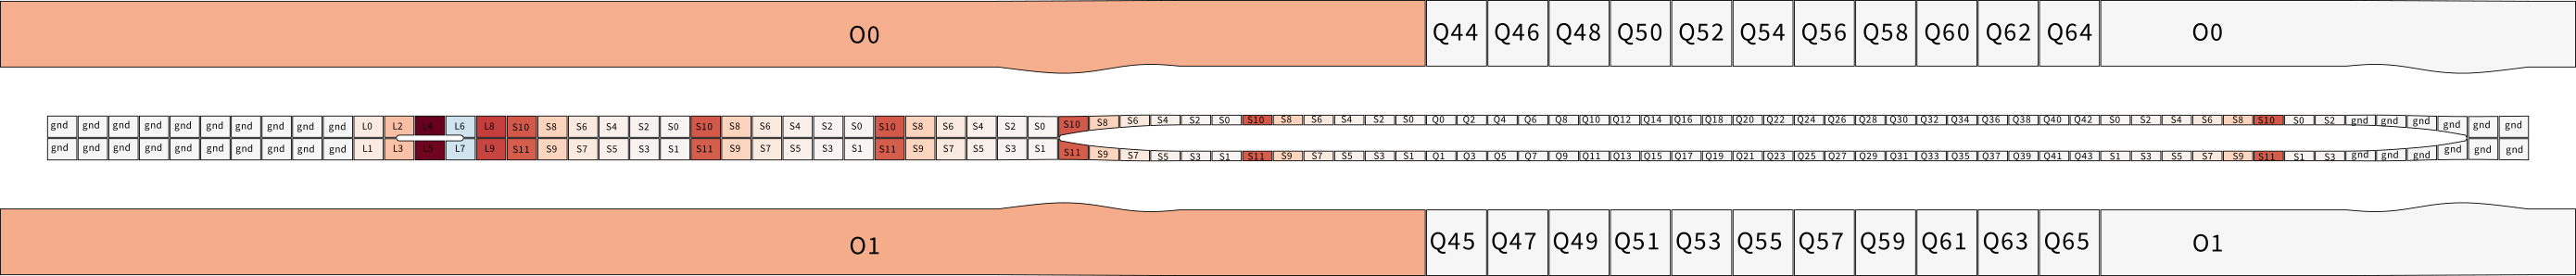 O0 Q44 Q46 Q48 Q50 Q52 Q54 Q56 Q58 Q60 Q62 Q64 O0
gnd gnd gnd gnd gnd gnd gnd gnd gnd gnd L0 L2 L4 L6 L8 S10 S8 S6 S4 S2 S0 S10 S8 S6 S4 S2 S0 S10 S8 S6 S4 S2 S0 S10 S8 S6 S4 S2 S0 S10 S8 S6 S4 S2 S0 Q0 Q2 Q4 Q6 Q8 Q10 Q12 Q14 Q16 Q18 Q20 Q22 Q24 Q26 Q28 Q30 Q32 Q34 Q36 Q38 Q40 Q42 S0 S2 S4 S6 S8 S10 S0 S2 gnd gnd gnd gnd gnd gnd
gnd gnd gnd gnd gnd gnd gnd gnd gnd gnd L1 L3 L5 L7 L9 S11 S9 S7 S5 S3 S1 S11 S9 S7 S5 S3 S1 S11 S9 S7 S5 S3 S1 S11 S9 S7 S5 S3 S1 S11 S9 S7 S5 S3 S1 Q1 Q3 Q5 Q7 Q9 Q11 Q13 Q15 Q17 Q19 Q21 Q23 Q25 Q27 Q29 Q31 Q33 Q35 Q37 Q39 Q41 Q43 S1 S3 S5 S7 S9 S11 S1 S3 gnd gnd gnd gnd gnd gnd
O1 Q45 Q47 Q49 Q51 Q53 Q55 Q57 Q59 Q61 Q63 Q65 O1